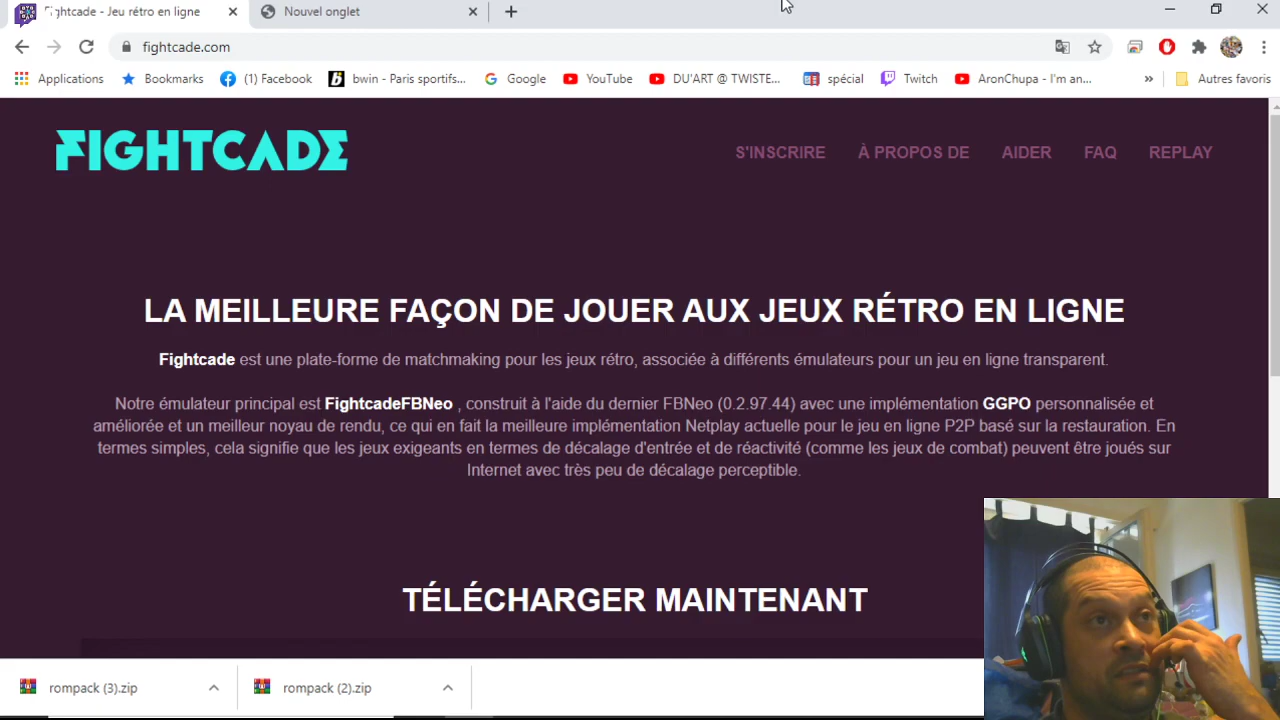 Fightcade - Jeu rétro en ligne
Nouvel onglet
fightcade.com
Applications
Bookmarks
(1) Facebook
bwin - Paris sportifs...
Google
YouTube
DU'ART @ TWISTE...
spécial
Twitch
AronChupa - I'm an...
»
Autres favoris
FIGHTCADE
S'INSCRIRE
À PROPOS DE
AIDER
FAQ
REPLAY
LA MEILLEURE FAÇON DE JOUER AUX JEUX RÉTRO EN LIGNE
Fightcade est une plate-forme de matchmaking pour les jeux rétro, associée à différents émulateurs pour un jeu en ligne transparent.
Notre émulateur principal est FightcadeFBNeo , construit à l'aide du dernier FBNeo (0.2.97.44) avec une implémentation GGPO personnalisée et
améliorée et un meilleur noyau de rendu, ce qui en fait la meilleure implémentation Netplay actuelle pour le jeu en ligne P2P basé sur la restauration. En
termes simples, cela signifie que les jeux exigeants en termes de décalage d'entrée et de réactivité (comme les jeux de combat) peuvent être joués sur
Internet avec très peu de décalage perceptible.
TÉLÉCHARGER MAINTENANT
rompack (3).zip
rompack (2).zip